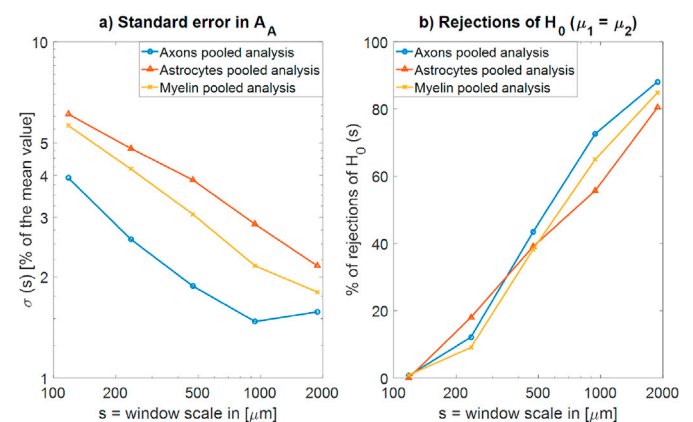 a) Standard error in A_A
Axons pooled analysis
Astrocytes pooled analysis
Myelin pooled analysis
σ (s) [% of the mean value]
10
5
4
3
2
1
100
200
500
1000
2000
s = window scale in [μm]
b) Rejections of H_0 (μ_1 = μ_2)
Axons pooled analysis
Astrocytes pooled analysis
Myelin pooled analysis
% of rejections of H_0 (s)
100
80
60
40
20
0
100
200
500
1000
2000
s = window scale in [μm]